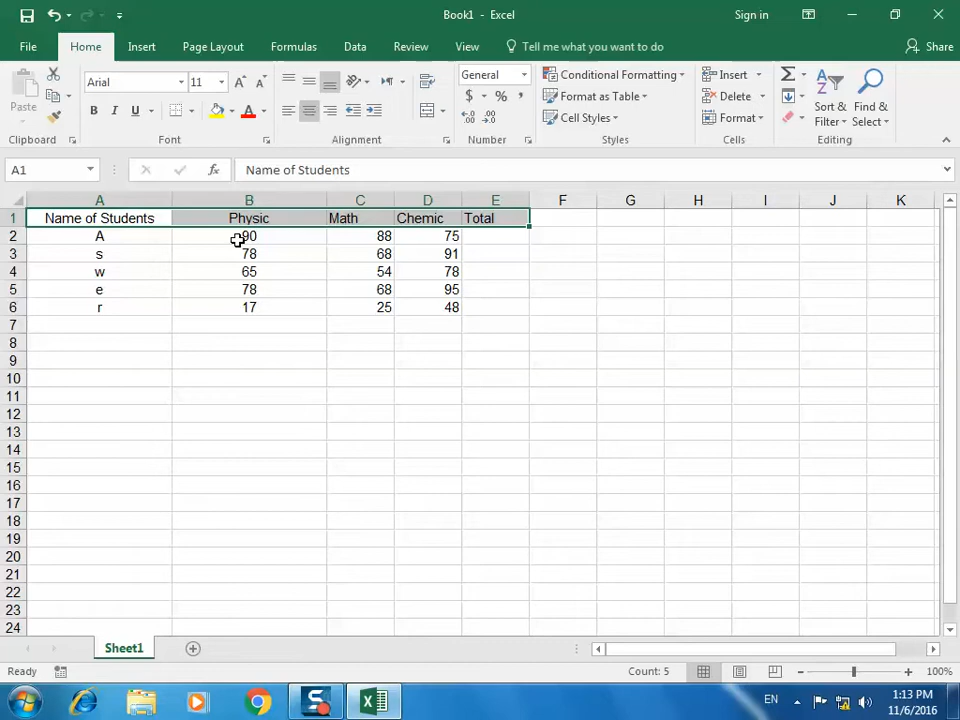 Book1 - Excel
Sign in
File Home Insert Page Layout Formulas Data Review View Tell me what you want to do Share
Paste
Arial 11
B I U A
General
$ % ,
Conditional Formatting
Format as Table
Cell Styles
Insert
Delete
Format
Sort & Filter
Find & Select
Clipboard Font Alignment Number Styles Cells Editing
A1 fx Name of Students
A B C D E F G H I J K
1 Name of Students Physic Math Chemic Total
2 A 90 88 75
3 s 78 68 91
4 w 65 54 78
5 e 78 68 95
6 r 17 25 48
7
8
9
10
11
12
13
14
15
16
17
18
19
20
21
22
23
24
Sheet1
Ready Count: 5 100%
EN 1:13 PM
11/6/2016